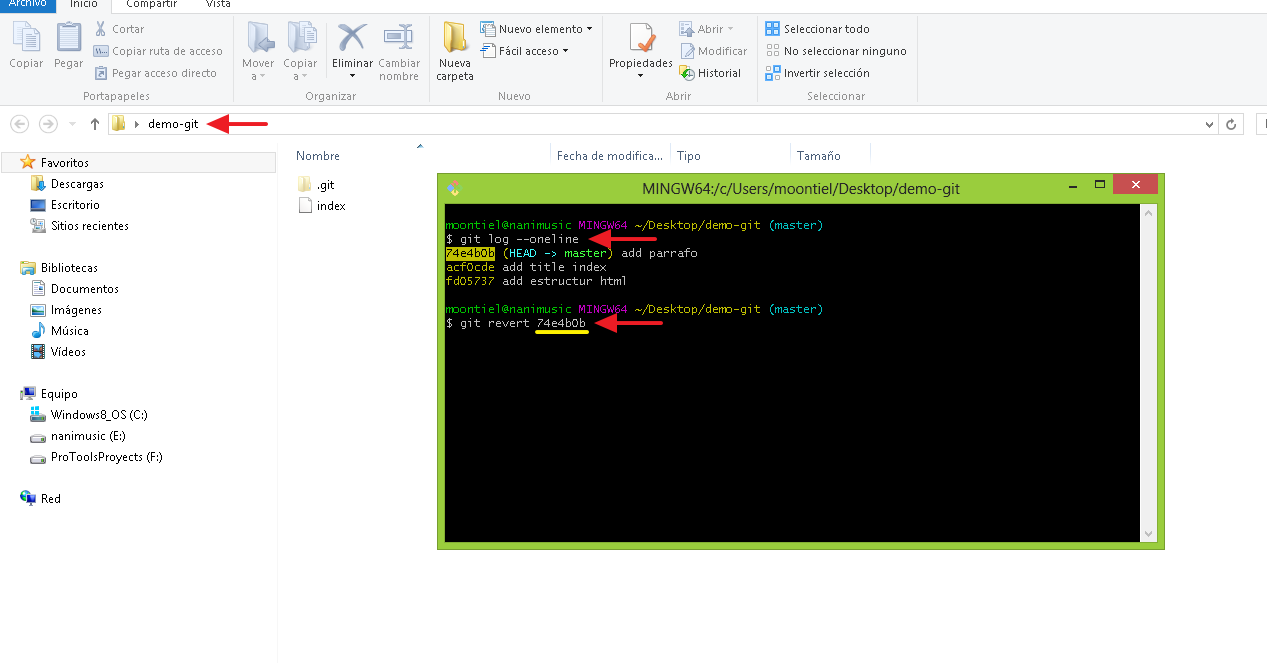 Archivo Inicio Compartir Vista
Copiar
Pegar
Cortar
Copiar ruta de acceso
Pegar acceso directo
Portapapeles
Mover a
Copiar a
Eliminar
Cambiar nombre
Organizar
Nueva carpeta
Nuevo elemento
Fácil acceso
Nuevo
Propiedades
Abrir
Modificar
Historial
Abrir
Seleccionar todo
No seleccionar ninguno
Invertir selección
Seleccionar
demo-git
Favoritos
Descargas
Escritorio
Sitios recientes
Bibliotecas
Documentos
Imágenes
Música
Vídeos
Equipo
Windows8_OS (C:)
nanimusic (E:)
ProToolsProyects (F:)
Red
Nombre Fecha de modifica... Tipo Tamaño
.git
index
MINGW64:/c/Users/moontiel/Desktop/demo-git
moontiel@nanimusic MINGW64 ~/Desktop/demo-git (master)
$ git log --oneline
74e4b0b (HEAD -> master) add parrafo
acf0cde add title index
fd05737 add estructur html
moontiel@nanimusic MINGW64 ~/Desktop/demo-git (master)
$ git revert 74e4b0b